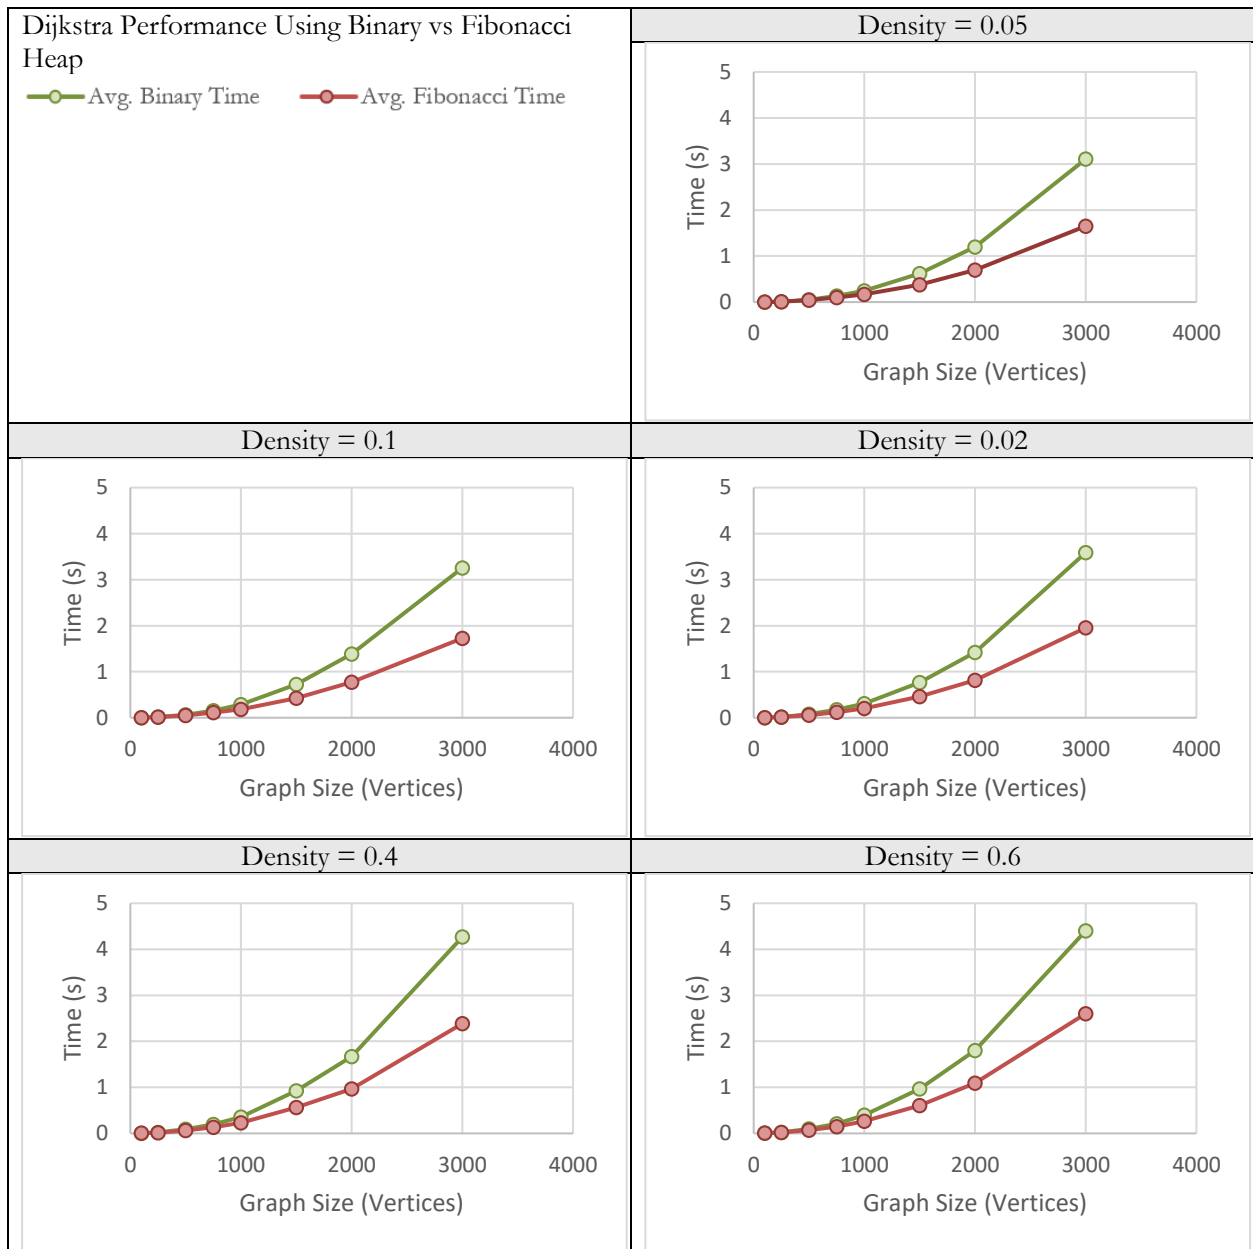 Dijkstra Performance Using Binary vs Fibonacci
Heap
Avg. Binary Time Avg. Fibonacci Time
Density = 0.05
5
4
3
2
1
0
0 1000 2000 3000 4000
Time (s)
Graph Size (Vertices)
Density = 0.1
5
4
3
2
1
0
0 1000 2000 3000 4000
Time (s)
Graph Size (Vertices)
Density = 0.02
5
4
3
2
1
0
0 1000 2000 3000 4000
Time (s)
Graph Size (Vertices)
Density = 0.4
5
4
3
2
1
0
0 1000 2000 3000 4000
Time (s)
Graph Size (Vertices)
Density = 0.6
5
4
3
2
1
0
0 1000 2000 3000 4000
Time (s)
Graph Size (Vertices)